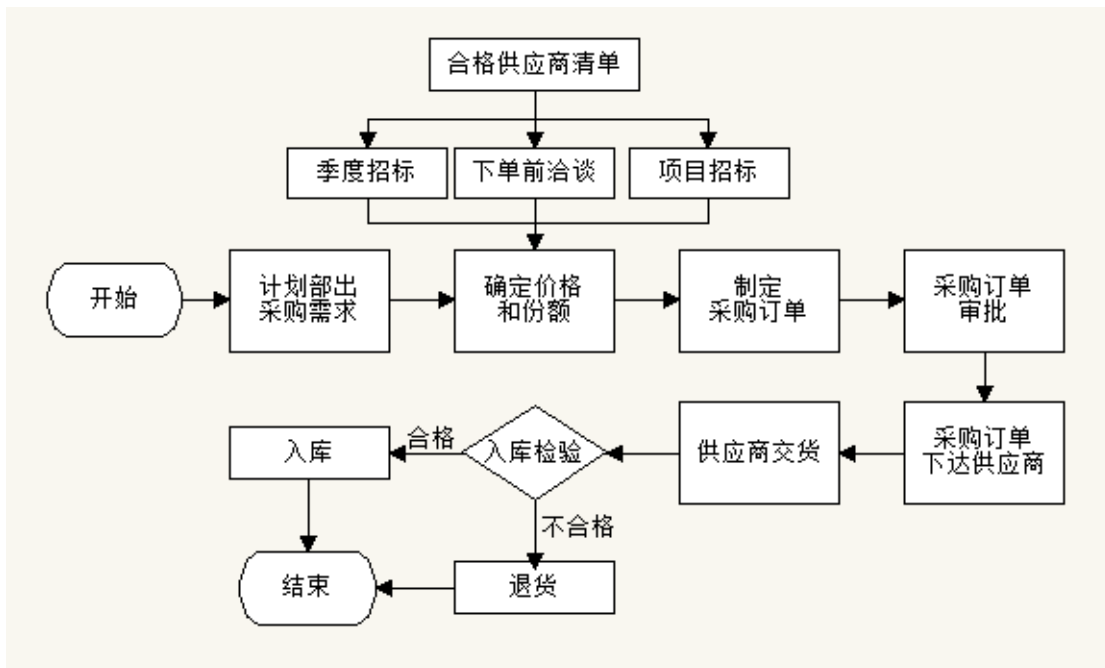 合格供应商清单
季度招标
下单前洽谈
项目招标
开始
计划部出
采购需求
确定价格
和份额
制定
采购订单
采购订单
审批
入库
合格
入库检验
供应商交货
采购订单
下达供应商
不合格
结束
退货